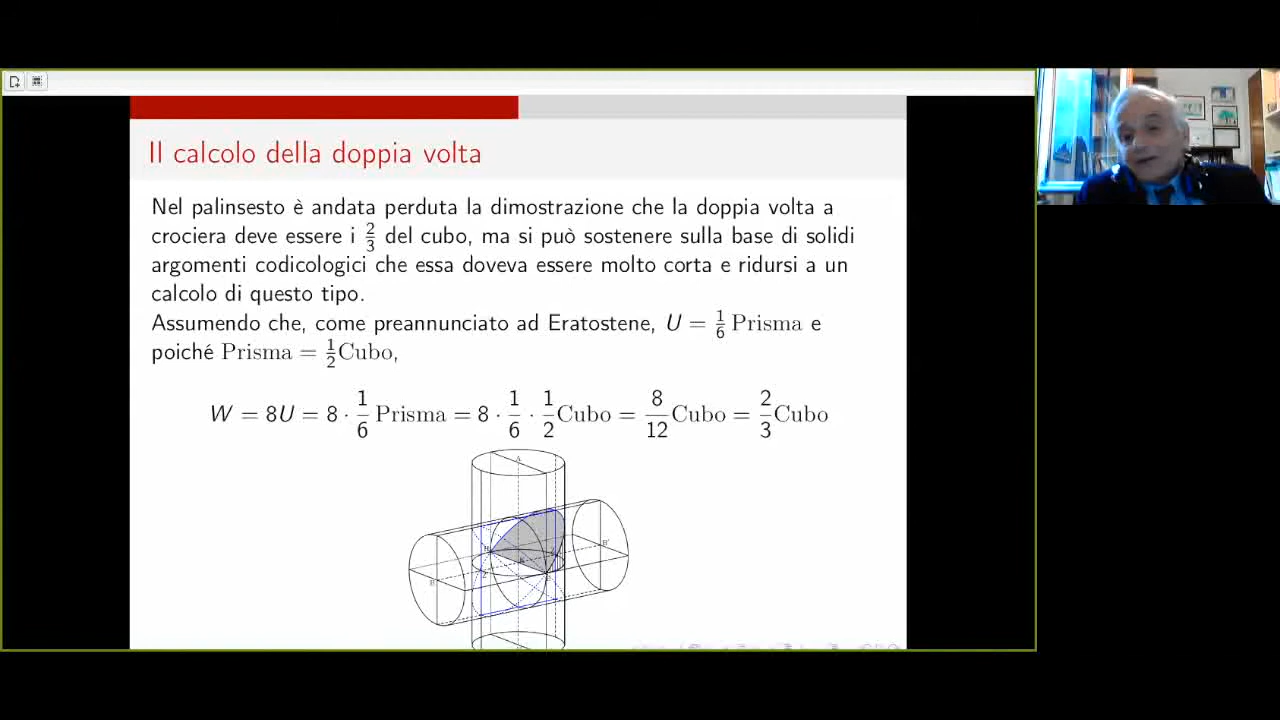 Il calcolo della doppia volta
Nel palinsesto è andata perduta la dimostrazione che la doppia volta a
crociera deve essere i 2/3 del cubo, ma si può sostenere sulla base di solidi
argomenti codicologici che essa doveva essere molto corta e ridursi a un
calcolo di questo tipo.
Assumendo che, come preannunciato ad Eratostene, U = 1/6 Prisma e
poiché Prisma = 1/2 Cubo,
W = 8U = 8 · 1/6 Prisma = 8 · 1/6 · 1/2 Cubo = 8/12 Cubo = 2/3 Cubo
A
H
B'